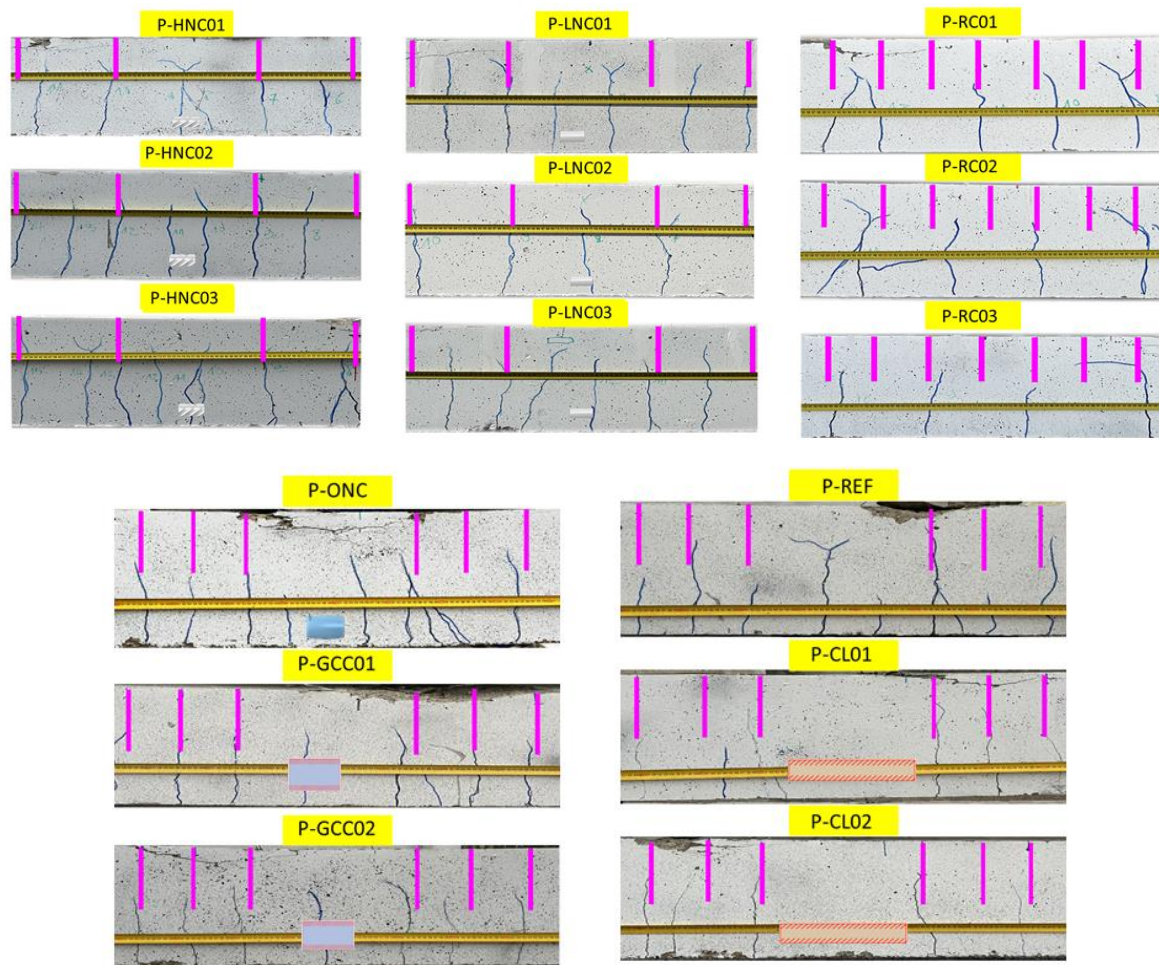 P-HNC01
P-LNC01
P-RC01
P-HNC02
P-LNC02
P-RC02
P-HNC03
P-LNC03
P-RC03
P-ONC
P-REF
P-GCC01
P-CL01
P-GCC02
P-CL02